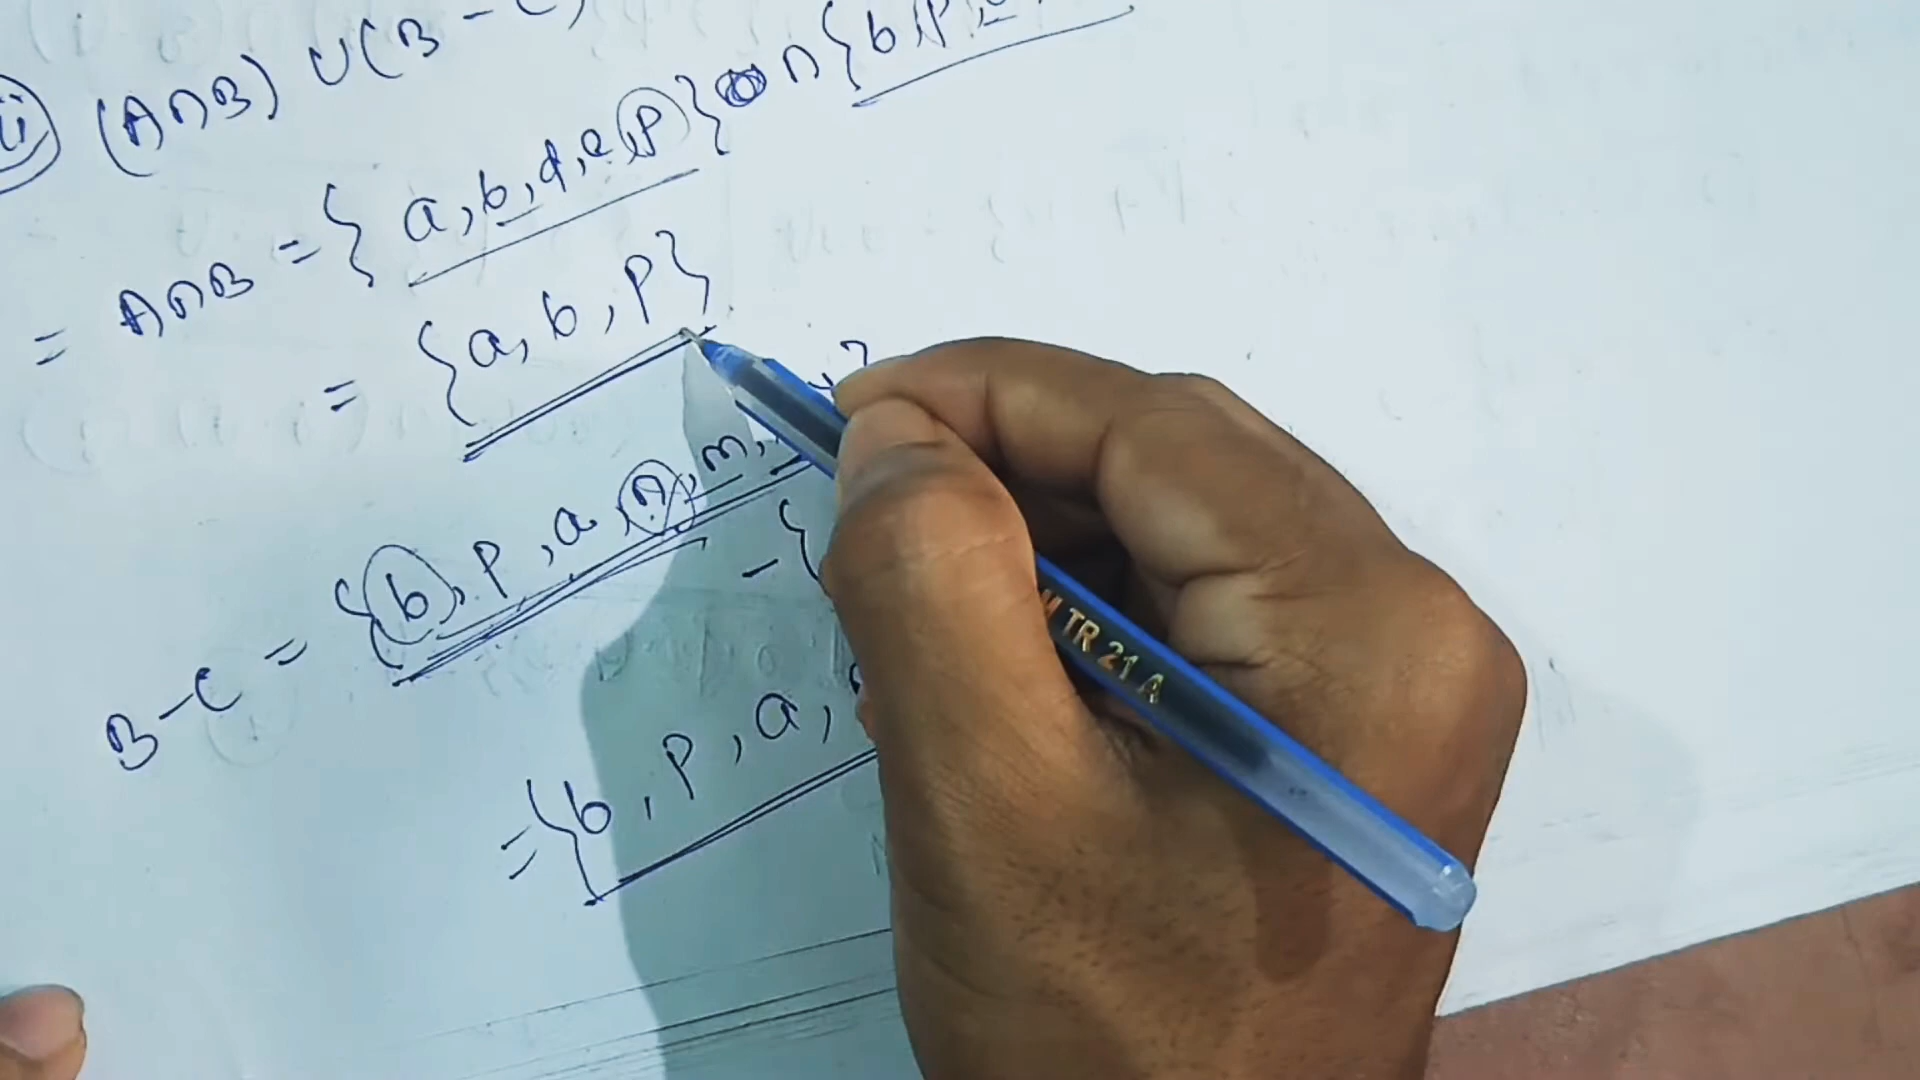 ii (A∩B) ∪(B-C)
= A∩B = { a, b, d, e, p } ∩ { b, p,
= { a, b, p }
B-C = { b, p, a, n, m,
- {
= { b, p, a,
TR 21 A